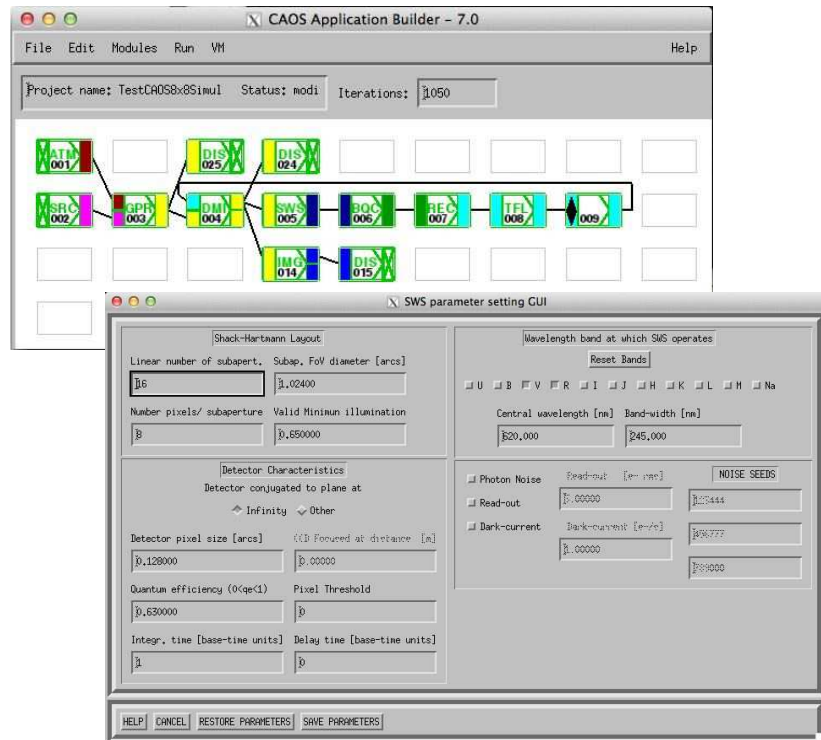 CAOS Application Builder - 7.0
File Edit Modules Run VM Help
Project name: TestCAOS8x8Simul Status: modi Iterations: 1050
ATM 001 DIS 025 DIS 024
SRC 002 GPR 003 DMI 004 SWS 005 BQC 006 REC 007 TFL 008 009
IMG 014 DIS 015
SWS parameter setting GUI
Shack-Hartmann Layout
Linear number of subapert. Subap. FoV diameter [arcs]
16 1.02400
Number pixels/ subaperture Valid Minimun illumination
8 0.650000
Wavelength band at which SWS operates
Reset Bands
U B V R I J H K L M Na
Central wavelength [nm] Band-width [nm]
620.000 245.000
Detector Characteristics
Detector conjugated to plane at
Infinity Other
Detector pixel size [arcs] CCD Focused at distance [m]
0.128000 0.00000
Quantum efficiency (0<qe<1) Pixel Threshold
0.630000 0
Integr. time [base-time units] Delay time [base-time units]
1 0
Photon Noise Read-out [e- rms] NOISE SEEDS
Read-out
Dark-current Dark-current [e-/s]
1.00000
HELP CANCEL RESTORE PARAMETERS SAVE PARAMETERS